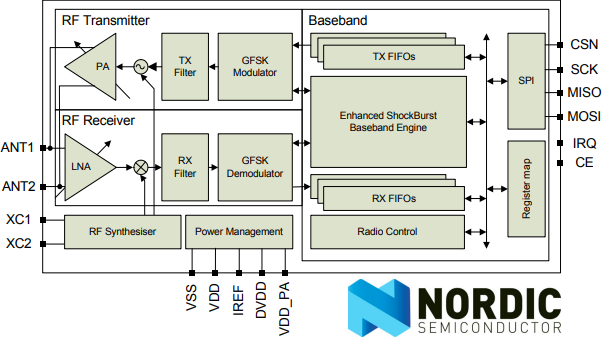 RF Transmitter
Baseband
PA
TX
Filter
GFSK
Modulator
TX FIFOs
SPI
CSN
SCK
MISO
MOSI
Enhanced ShockBurst
Baseband Engine
RF Receiver
ANT1
ANT2
LNA
RX
Filter
GFSK
Demodulator
RX FIFOs
Register map
IRQ
CE
XC1
XC2
RF Synthesiser
Power Management
Radio Control
VSS
VDD
IREF
DVDD
VDD_PA
NORDIC
SEMICONDUCTOR